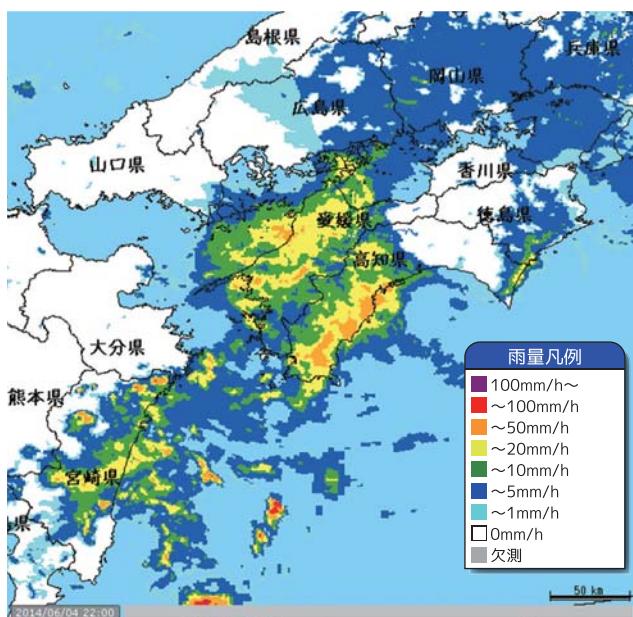 島根県
兵庫県
岡山県
広島県
山口県
香川県
徳島県
愛媛県
高知県
大分県
熊本県
宮崎県
島県
雨量凡例
100mm/h～
～100mm/h
～50mm/h
～20mm/h
～10mm/h
～5mm/h
～1mm/h
0mm/h
欠測
50 km
2014/06/04 22:00